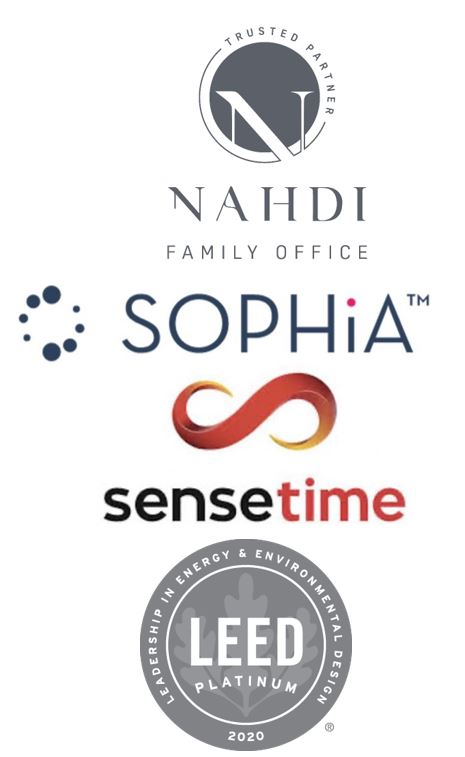 TRUSTED PARTNER
N
NAHDI
FAMILY OFFICE
SOPHiA™
sensetime
LEADERSHIP IN ENERGY & ENVIRONMENTAL DESIGN
LEED
PLATINUM
2020
®